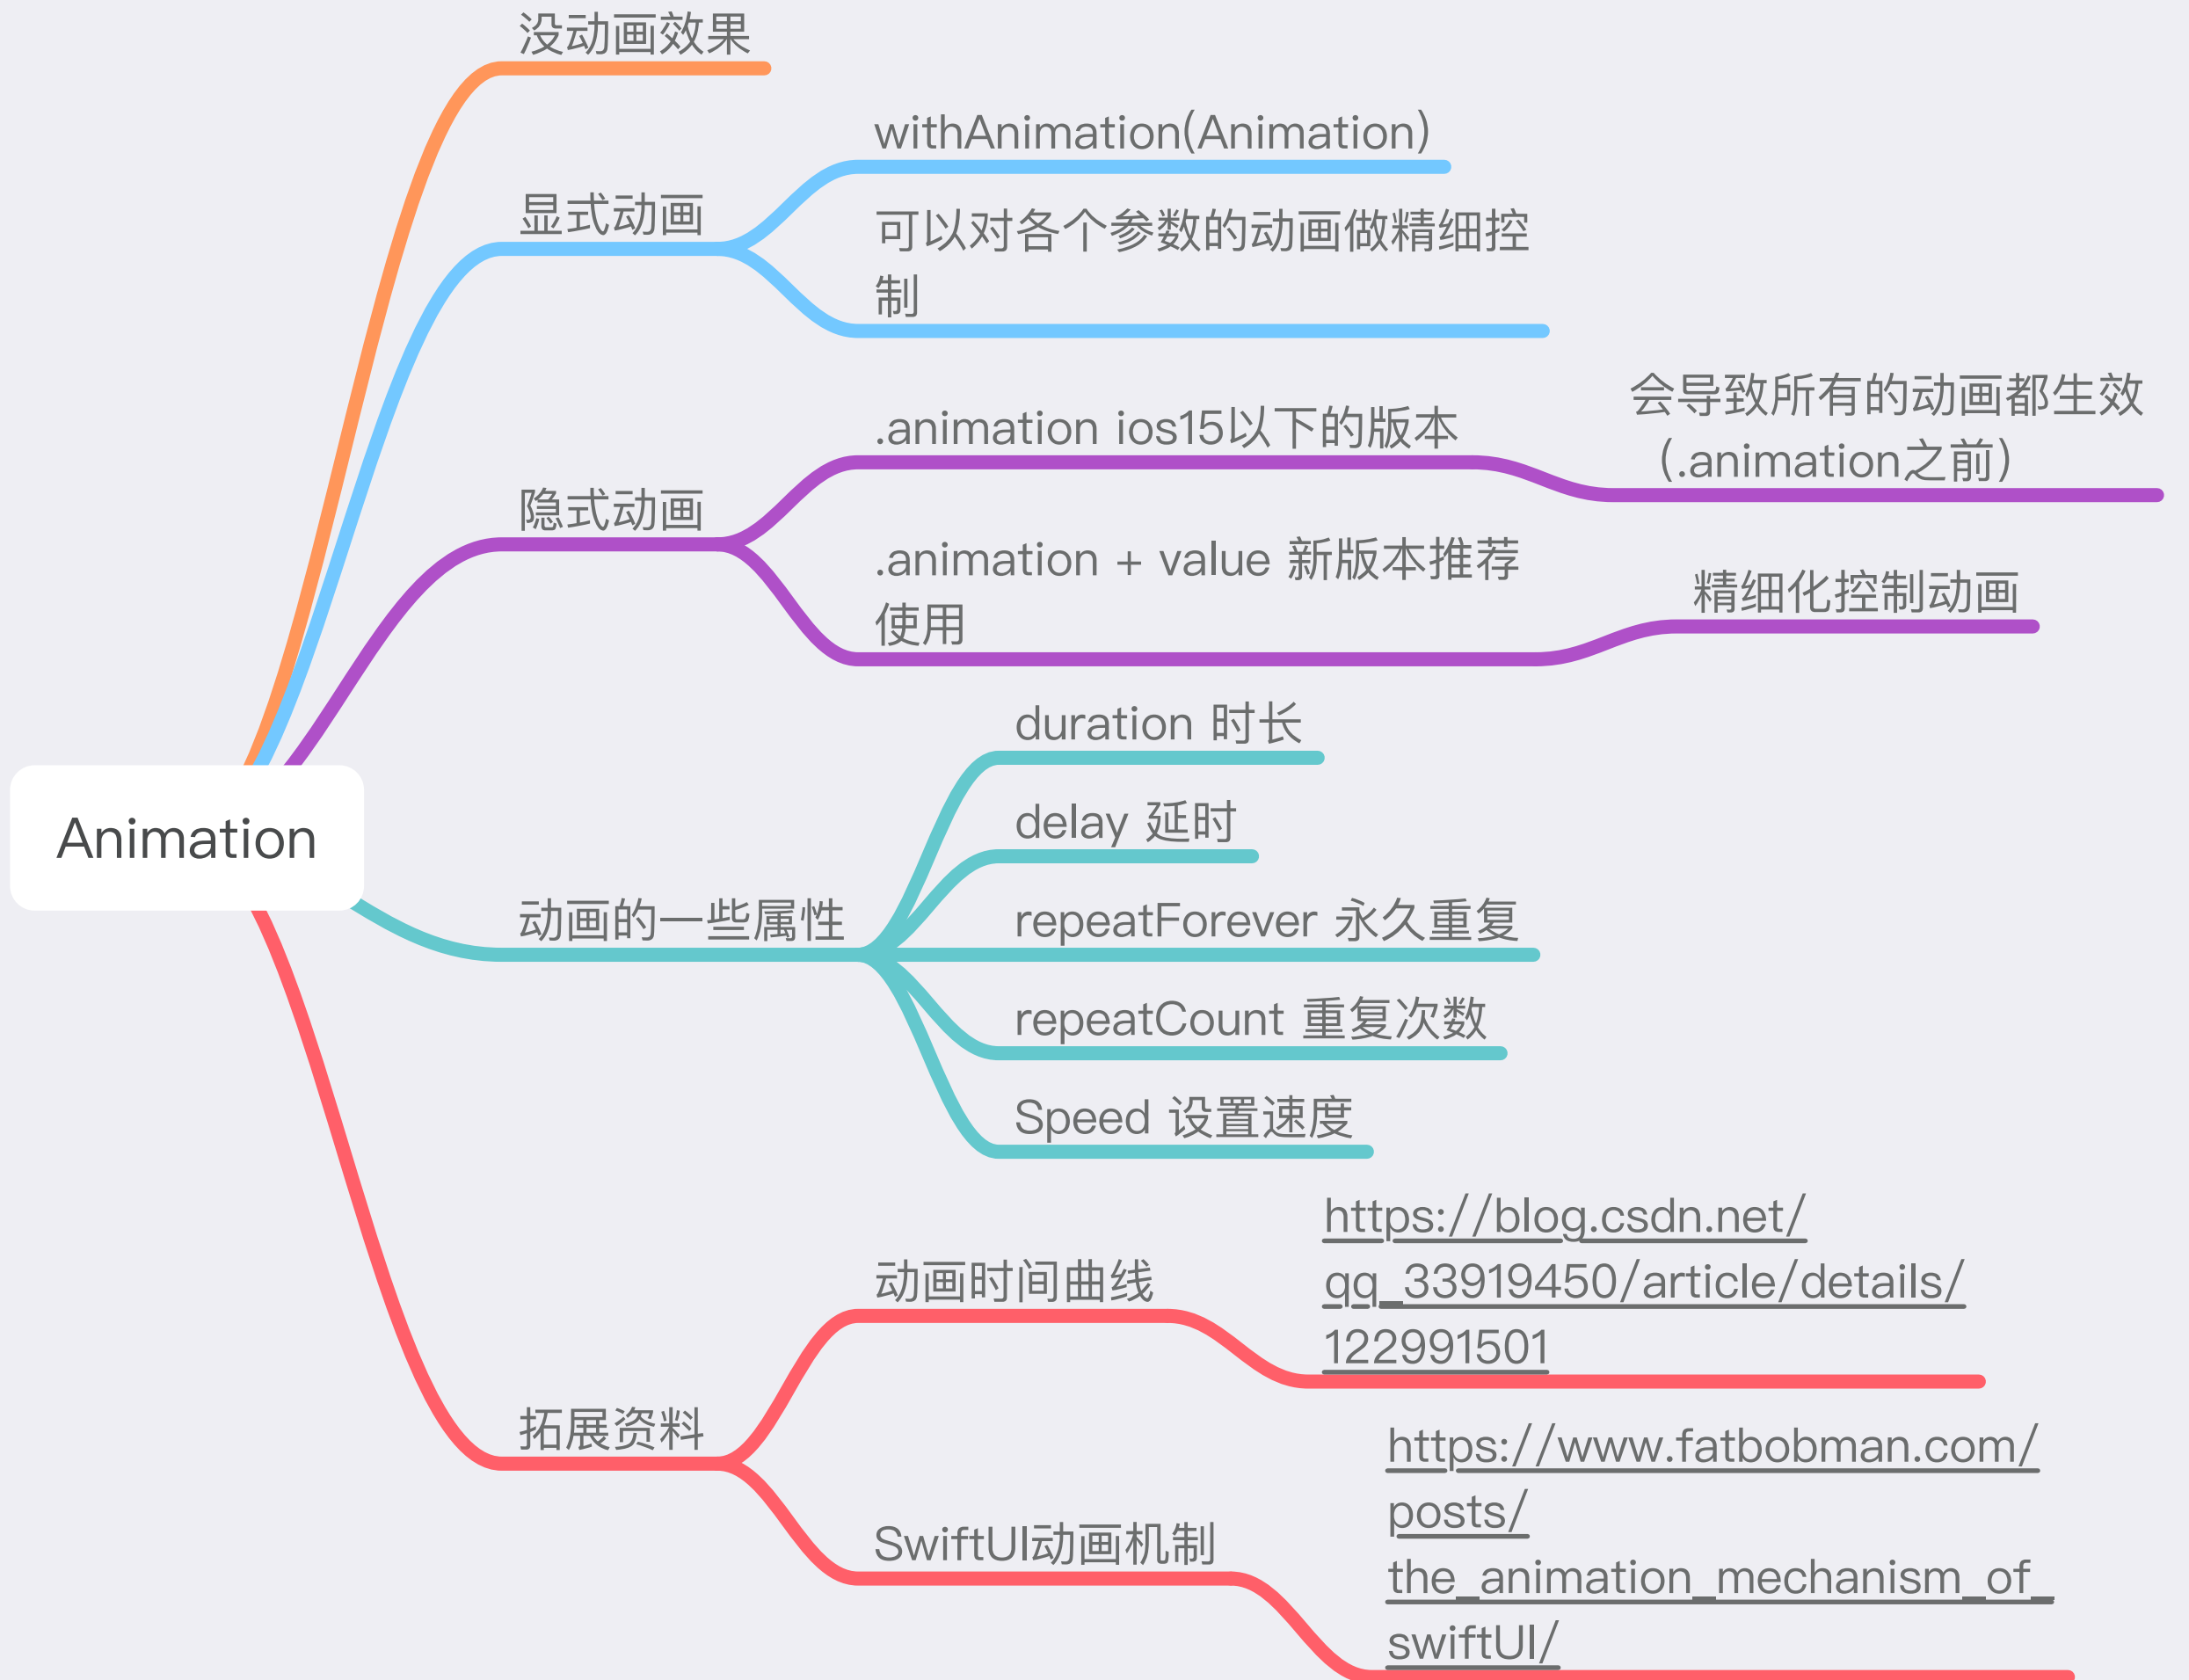 没动画效果
withAnimation(Animation)
显式动画
可以对各个参数的动画做精细控
制
会导致所有的动画都生效
（.animation之前）
.animation ios15以下的版本
隐式动画
.animation + value 新版本推荐
使用
精细化控制动画
duration 时长
delay 延时
Animation
动画的一些属性
repeatForever 永久重复
repeatCount 重复次数
Speed 设置速度
https://blog.csdn.net/
qq_33919450/article/details/
122991501
动画时间曲线
拓展资料
https://www.fatbobman.com/
posts/
the_animation_mechanism_of_
swiftUI/
SwiftUI动画机制